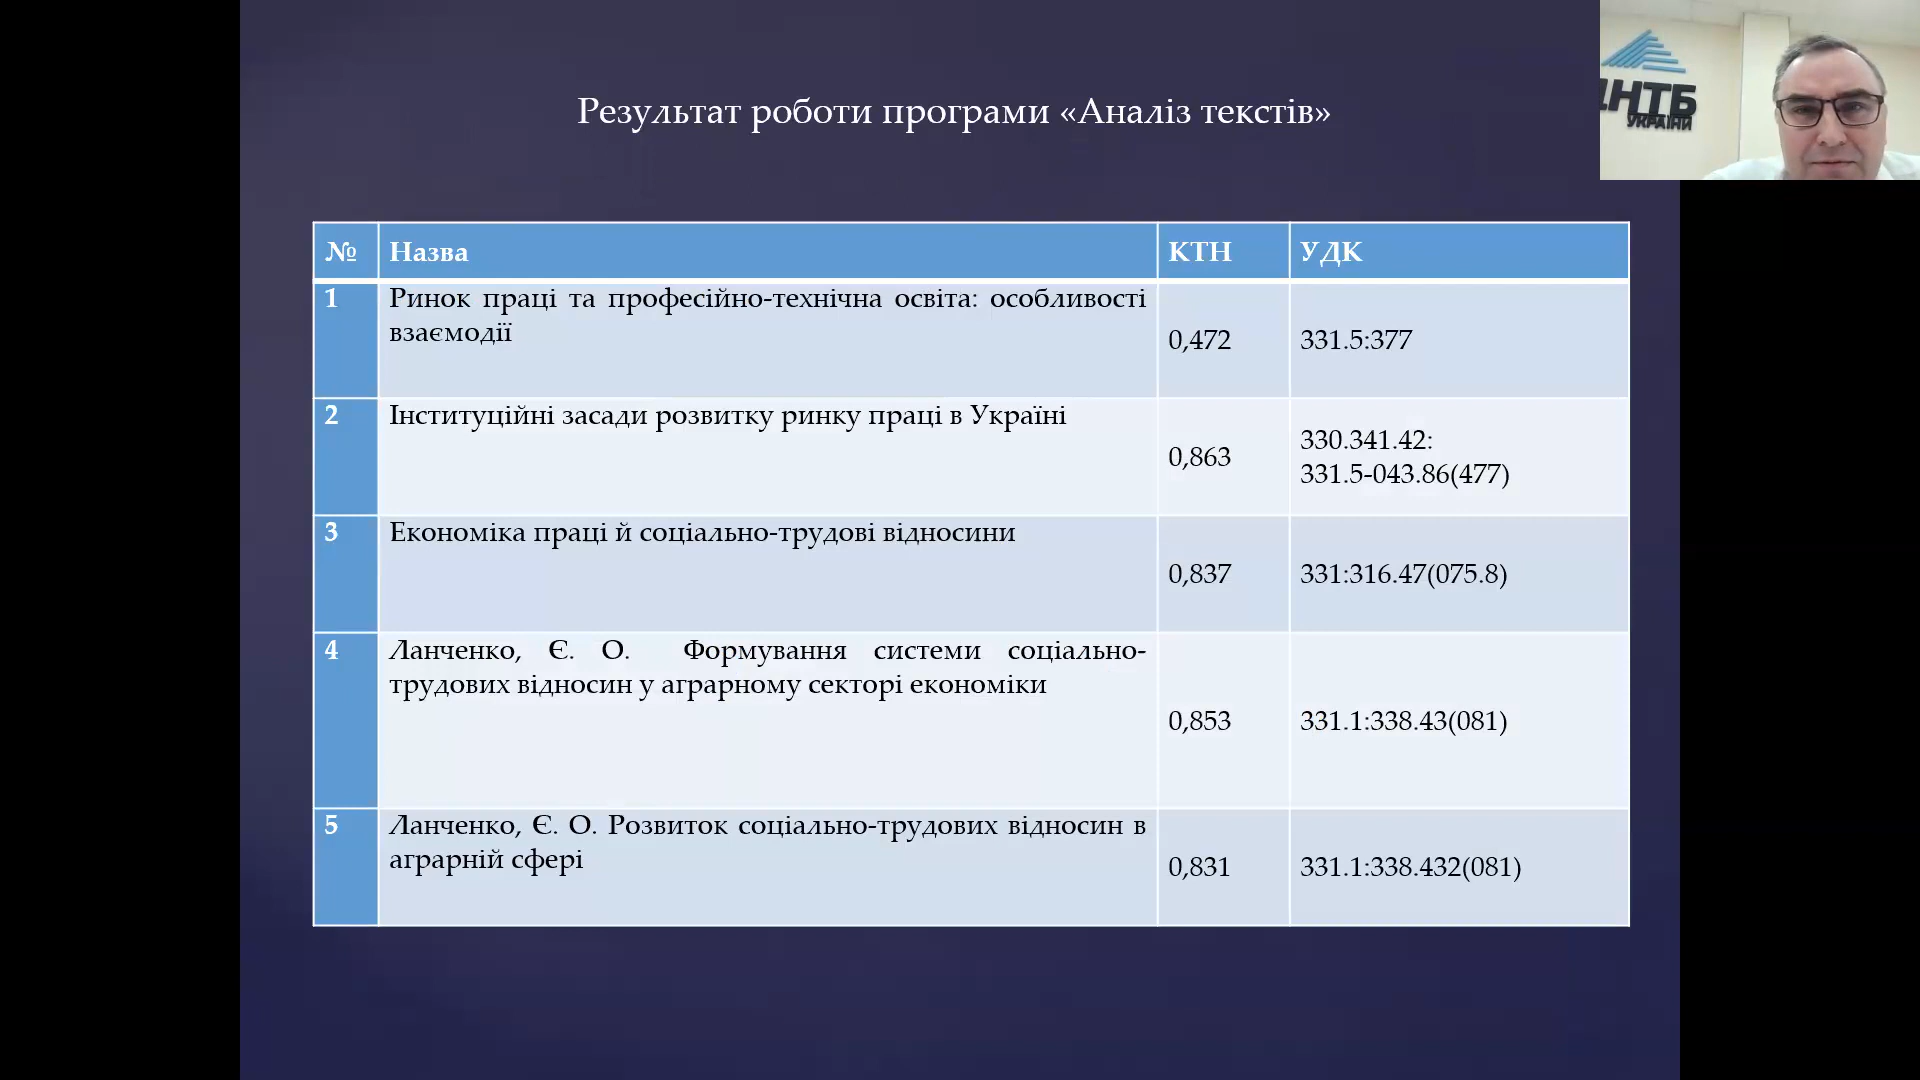 Результат роботи програми «Аналіз текстів»
ДНТБ
УКРАЇНИ
№ Назва КТН УДК
1 Ринок праці та професійно-технічна освіта: особливості
взаємодії
0,472 331.5:377
2 Інституційні засади розвитку ринку праці в Україні
0,863 330.341.42:
331.5-043.86(477)
3 Економіка праці й соціально-трудові відносини
0,837 331:316.47(075.8)
4 Ланченко, Є. О. Формування системи соціально-
трудових відносин у аграрному секторі економіки
0,853 331.1:338.43(081)
5 Ланченко, Є. О. Розвиток соціально-трудових відносин в
аграрній сфері
0,831 331.1:338.432(081)